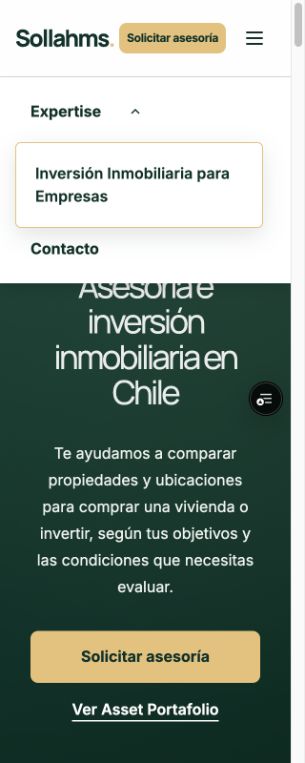 Sollahms.
Solicitar asesoría
Expertise
Inversión Inmobiliaria para
Empresas
Contacto
Asesoría e
inversión
inmobiliaria en
Chile
Te ayudamos a comparar
propiedades y ubicaciones
para comprar una vivienda o
invertir, según tus objetivos y
las condiciones que necesitas
evaluar.
Solicitar asesoría
Ver Asset Portafolio